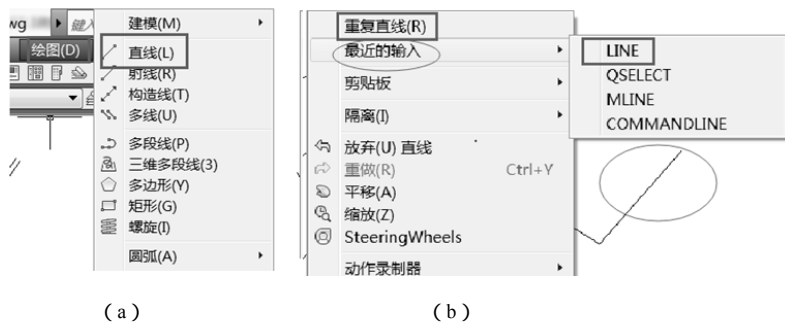 wg
键入
绘图(D)
建模(M)
直线(L)
射线(R)
构造线(T)
多线(U)
多段线(P)
三维多段线(3)
多边形(Y)
矩形(G)
螺旋(I)
圆弧(A)
重复直线(R)
最近的输入
剪贴板
隔离(I)
放弃(U) 直线
重做(R) Ctrl+Y
平移(A)
缩放(Z)
SteeringWheels
动作录制器
LINE
QSELECT
MLINE
COMMANDLINE
(a)
(b)